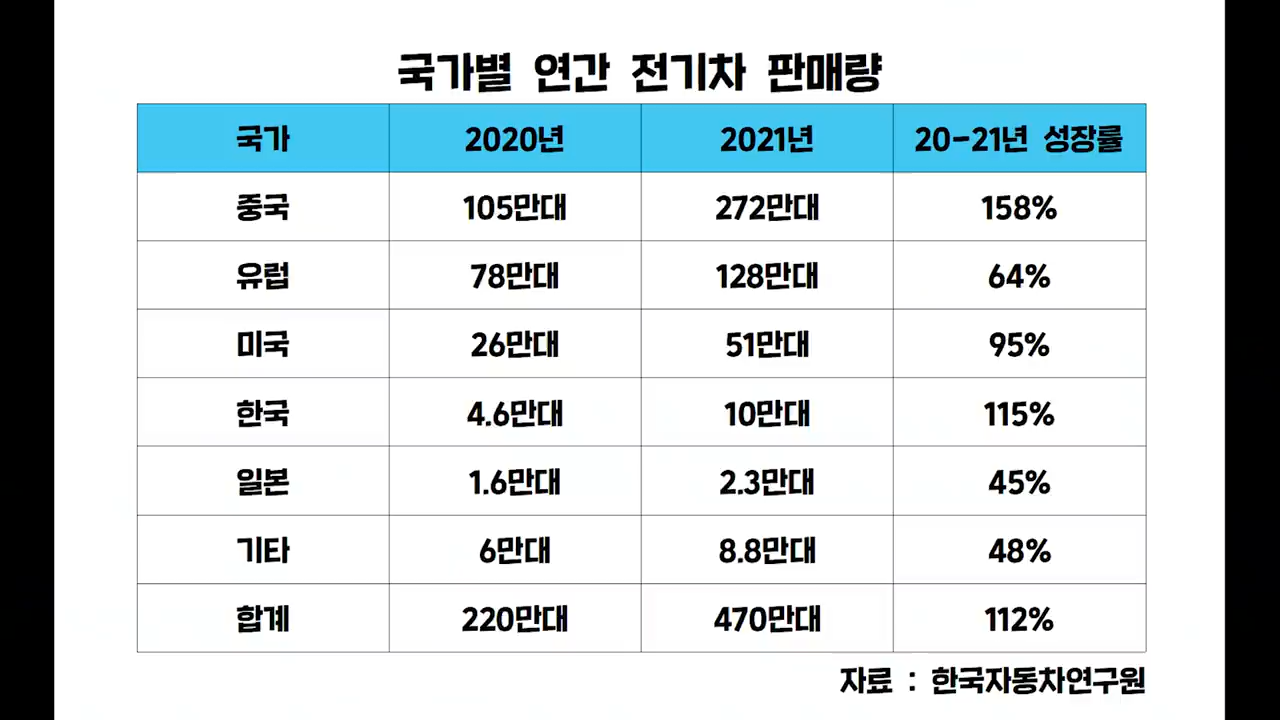 국가별 연간 전기차 판매량
국가 2020년 2021년 20-21년 성장률
중국 105만대 272만대 158%
유럽 78만대 128만대 64%
미국 26만대 51만대 95%
한국 4.6만대 10만대 115%
일본 1.6만대 2.3만대 45%
기타 6만대 8.8만대 48%
합계 220만대 470만대 112%
자료 : 한국자동차연구원